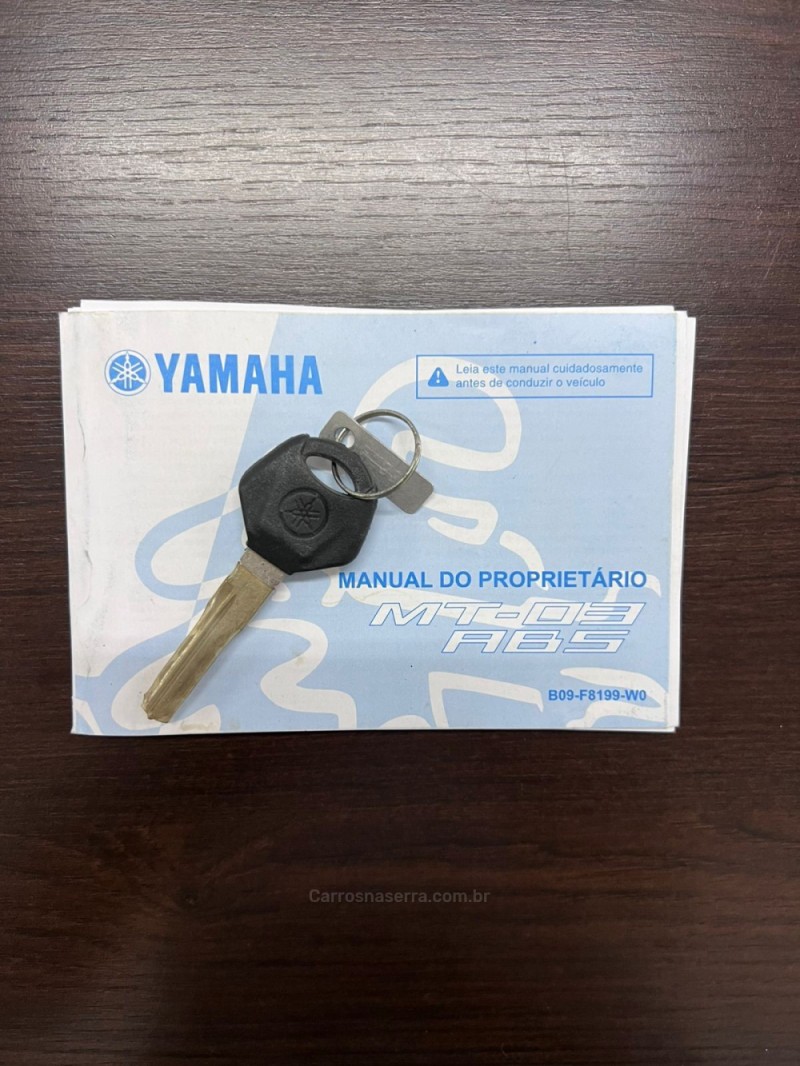 YAMAHA
Leia este manual cuidadosamente
antes de conduzir o veículo
MANUAL DO PROPRIETÁRIO
MT-03
ABS
B09-F8199-W0
Carrosnaserra.com.br